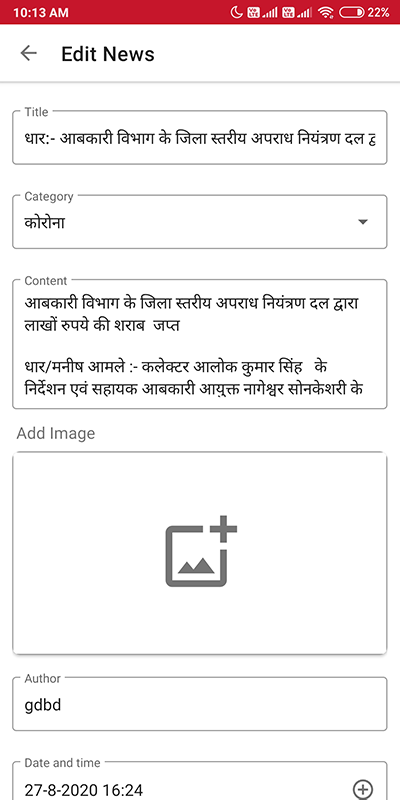 10:13 AM 22%
Edit News
Title
धार:- आबकारी विभाग के जिला स्तरीय अपराध नियंत्रण दल
Category
कोरोना
Content
आबकारी विभाग के जिला स्तरीय अपराध नियंत्रण दल द्वारा
लाखों रुपये की शराब जप्त
धार/मनीष आमले :- कलेक्टर आलोक कुमार सिंह के
निर्देशन एवं सहायक आबकारी आयुक्त नागेश्वर सोनकेशरी के
Add Image
Author
gdbd
Date and time
27-8-2020 16:24